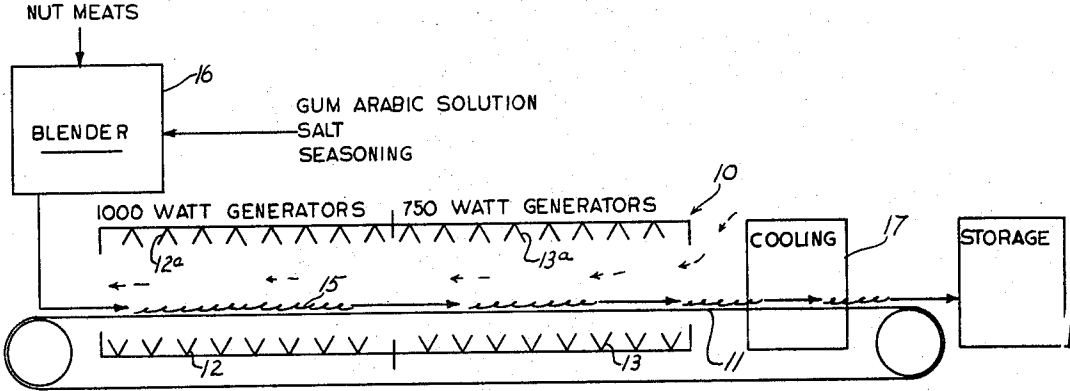 NUT MEATS
16
BLENDER
GUM ARABIC SOLUTION
SALT
SEASONING
10
1000 WATT GENERATORS
750 WATT GENERATORS
12a
13a
COOLING
17
STORAGE
15
12
13
11